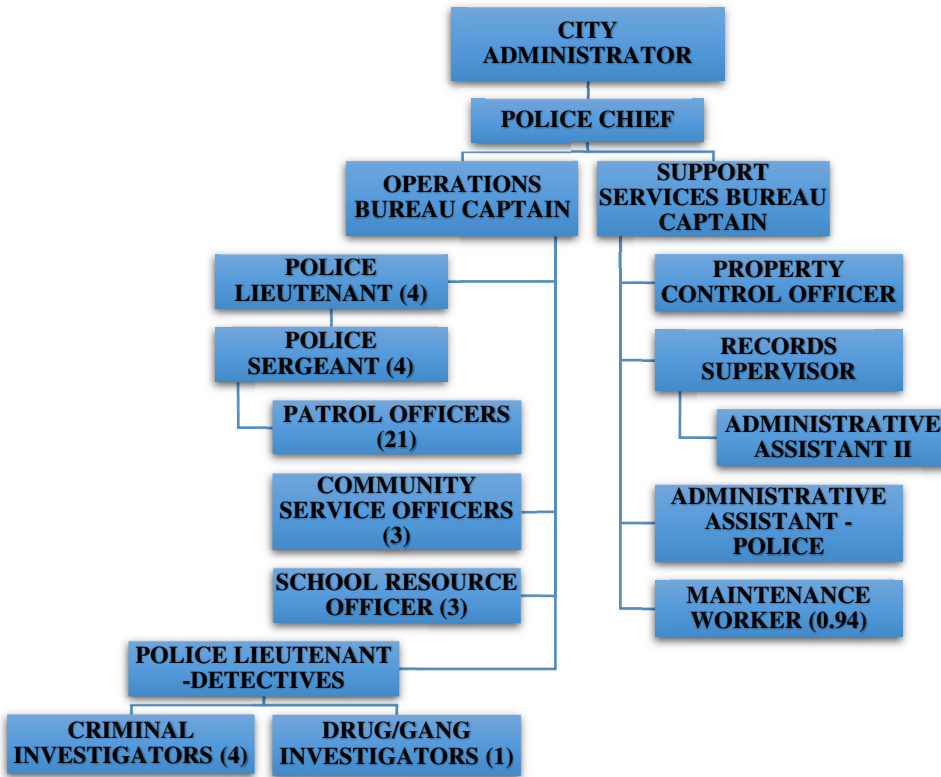 CITY
ADMINISTRATOR
POLICE CHIEF
OPERATIONS
BUREAU CAPTAIN
SUPPORT
SERVICES BUREAU
CAPTAIN
POLICE
LIEUTENANT (4)
POLICE
SERGEANT (4)
PATROL OFFICERS
(21)
COMMUNITY
SERVICE OFFICERS
(3)
SCHOOL RESOURCE
OFFICER (3)
POLICE LIEUTENANT
-DETECTIVES
CRIMINAL
INVESTIGATORS (4)
DRUG/GANG
INVESTIGATORS (1)
PROPERTY
CONTROL OFFICER
RECORDS
SUPERVISOR
ADMINISTRATIVE
ASSISTANT II
ADMINISTRATIVE
ASSISTANT -
POLICE
MAINTENANCE
WORKER (0.94)